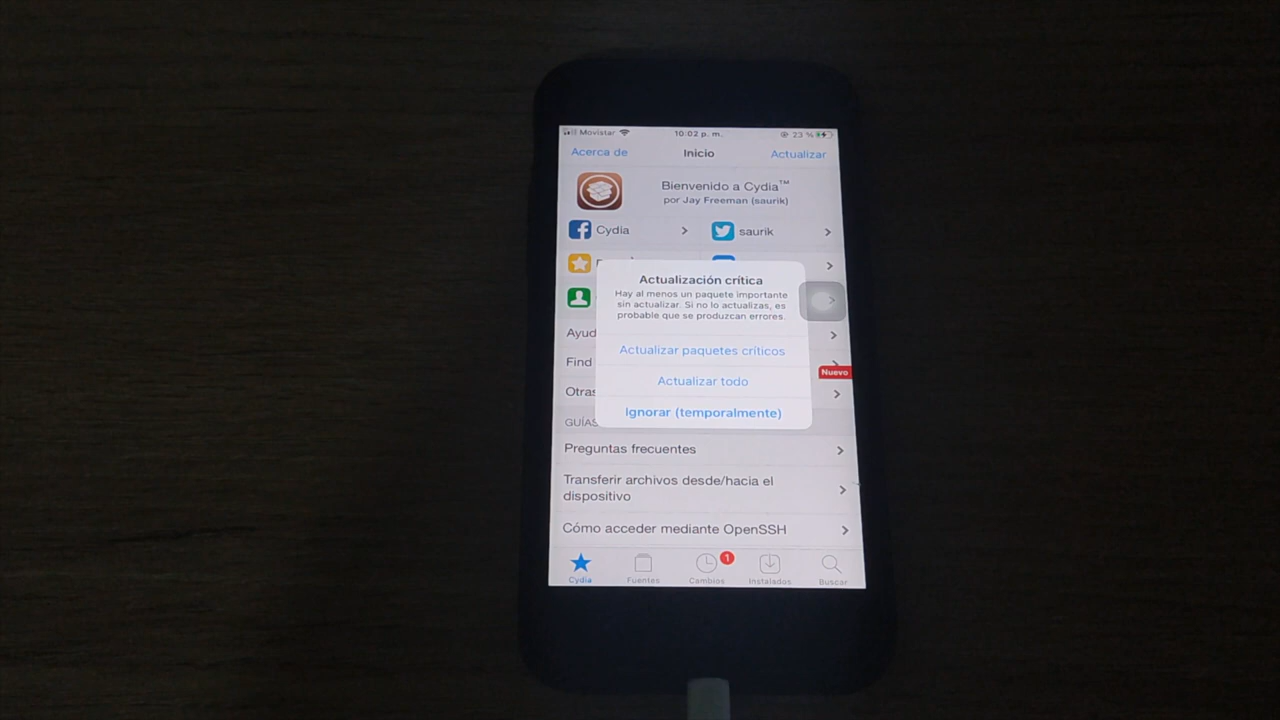 Movistar
10:02 p. m.
23 %
Acerca de
Inicio
Actualizar
Bienvenido a Cydia™
por Jay Freeman (saurik)
Cydia
saurik
Actualización crítica
Hay al menos un paquete importante
sin actualizar. Si no lo actualizas, es
probable que se produzcan errores.
Actualizar paquetes críticos
Actualizar todo
Ignorar (temporalmente)
Ayud
Find
Nuevo
Otras
GUÍAS
Preguntas frecuentes
Transferir archivos desde/hacia el
dispositivo
Cómo acceder mediante OpenSSH
1
Cydia
Fuentes
Cambios
Instalados
Buscar